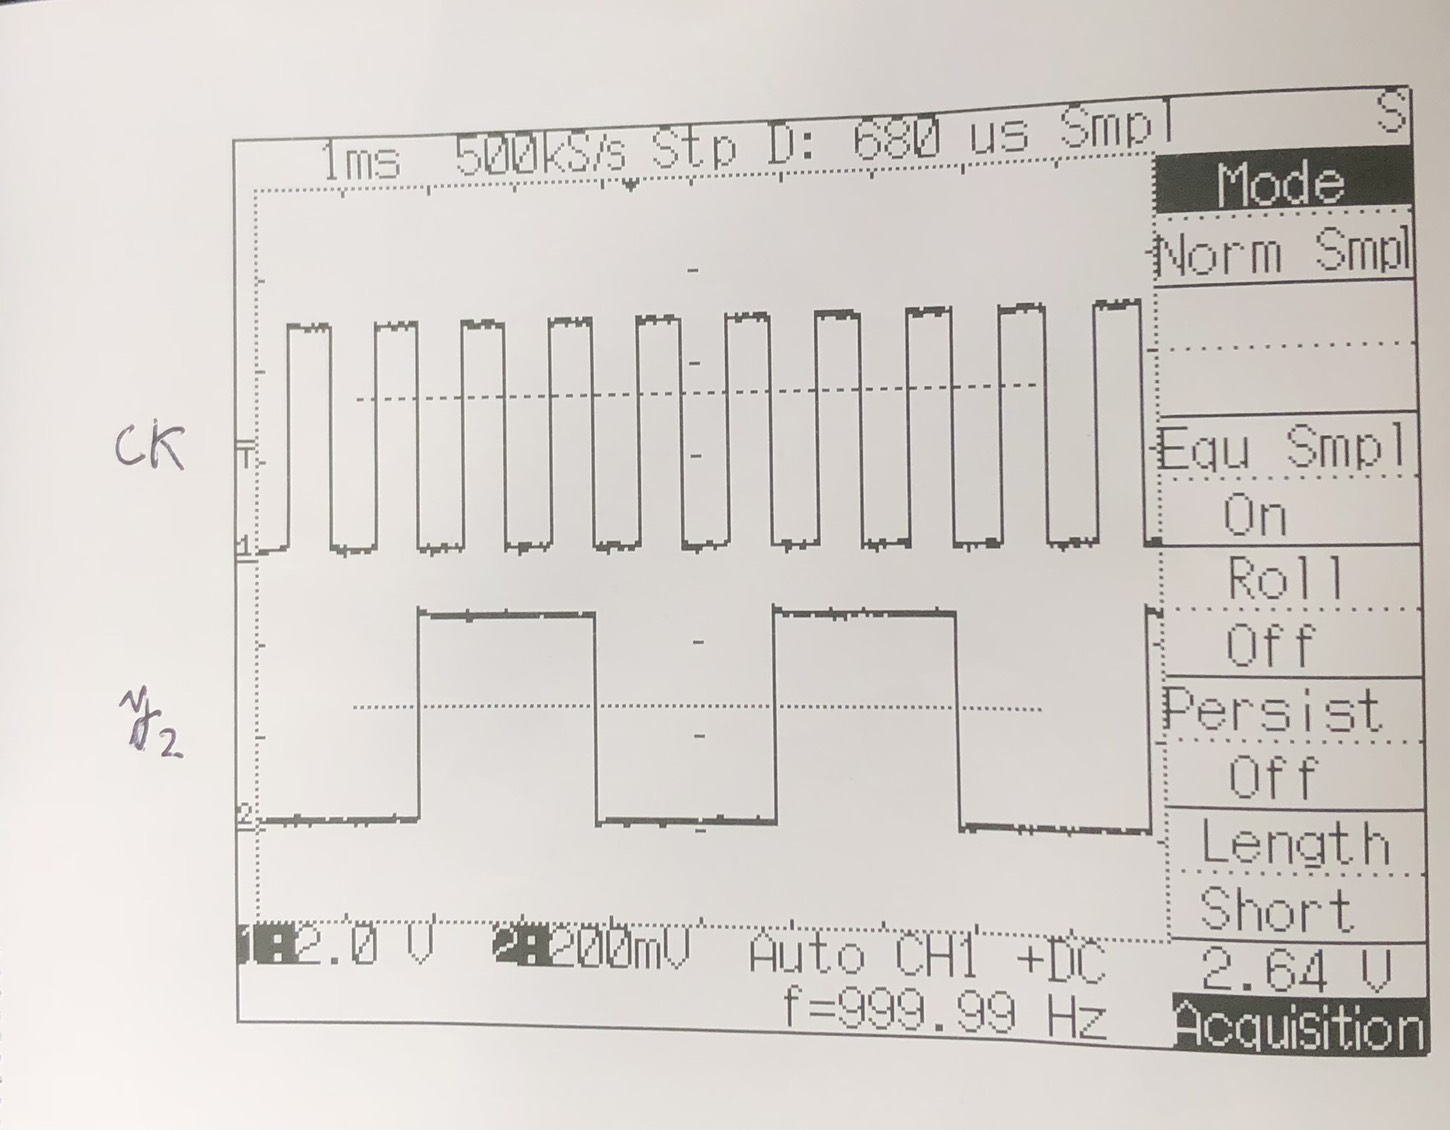 1ms 500kS/s Stp D: 680 us Smpl S
Mode
Norm Smpl
CK
T
Equ Smpl
On
1
Roll
Off
Persist
y2
Off
2
Length
Short
1: 2.0 V 2: 200mV Auto CH1 +DC 2.64 V
f=999.99 Hz
Acquisition